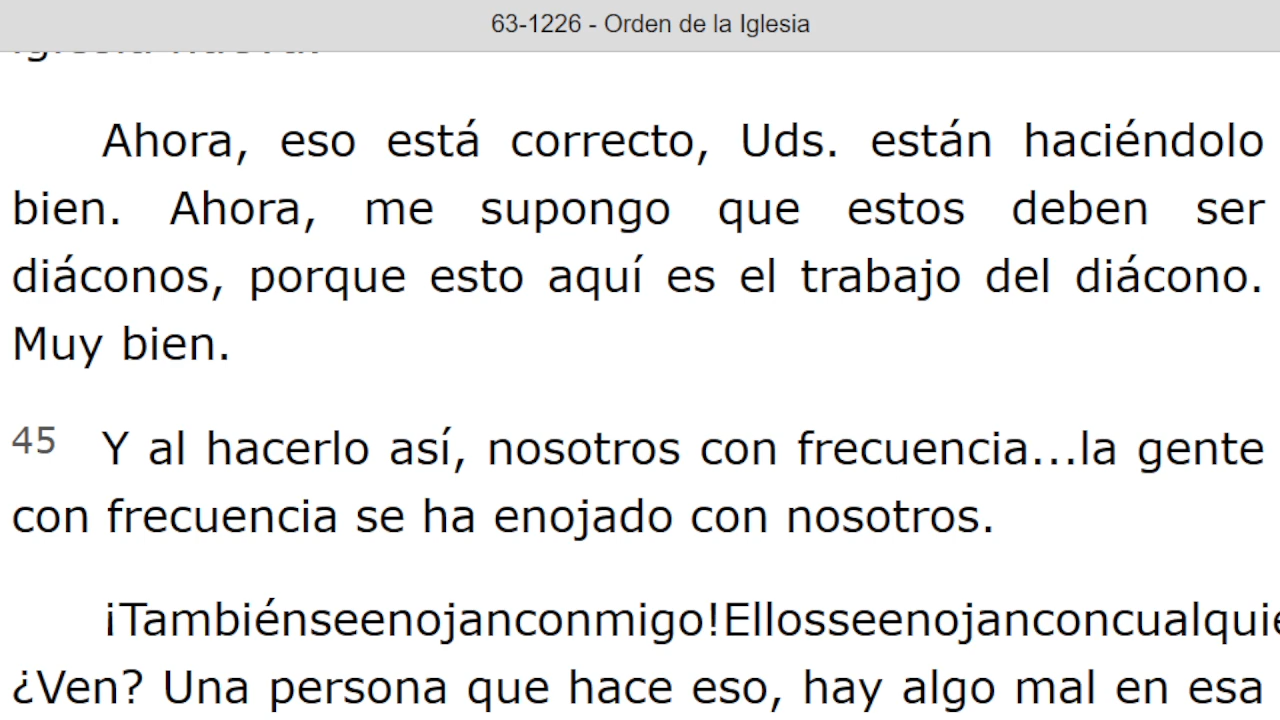 63-1226 - Orden de la Iglesia
Ahora, eso está correcto, Uds. están haciéndolo
bien. Ahora, me supongo que estos deben ser
diáconos, porque esto aquí es el trabajo del diácono.
Muy bien.
45 Y al hacerlo así, nosotros con frecuencia...la gente
con frecuencia se ha enojado con nosotros.
¡Tambiénseenojanconmigo!Ellosseenojanconcualquie
¿Ven? Una persona que hace eso, hay algo mal en esa